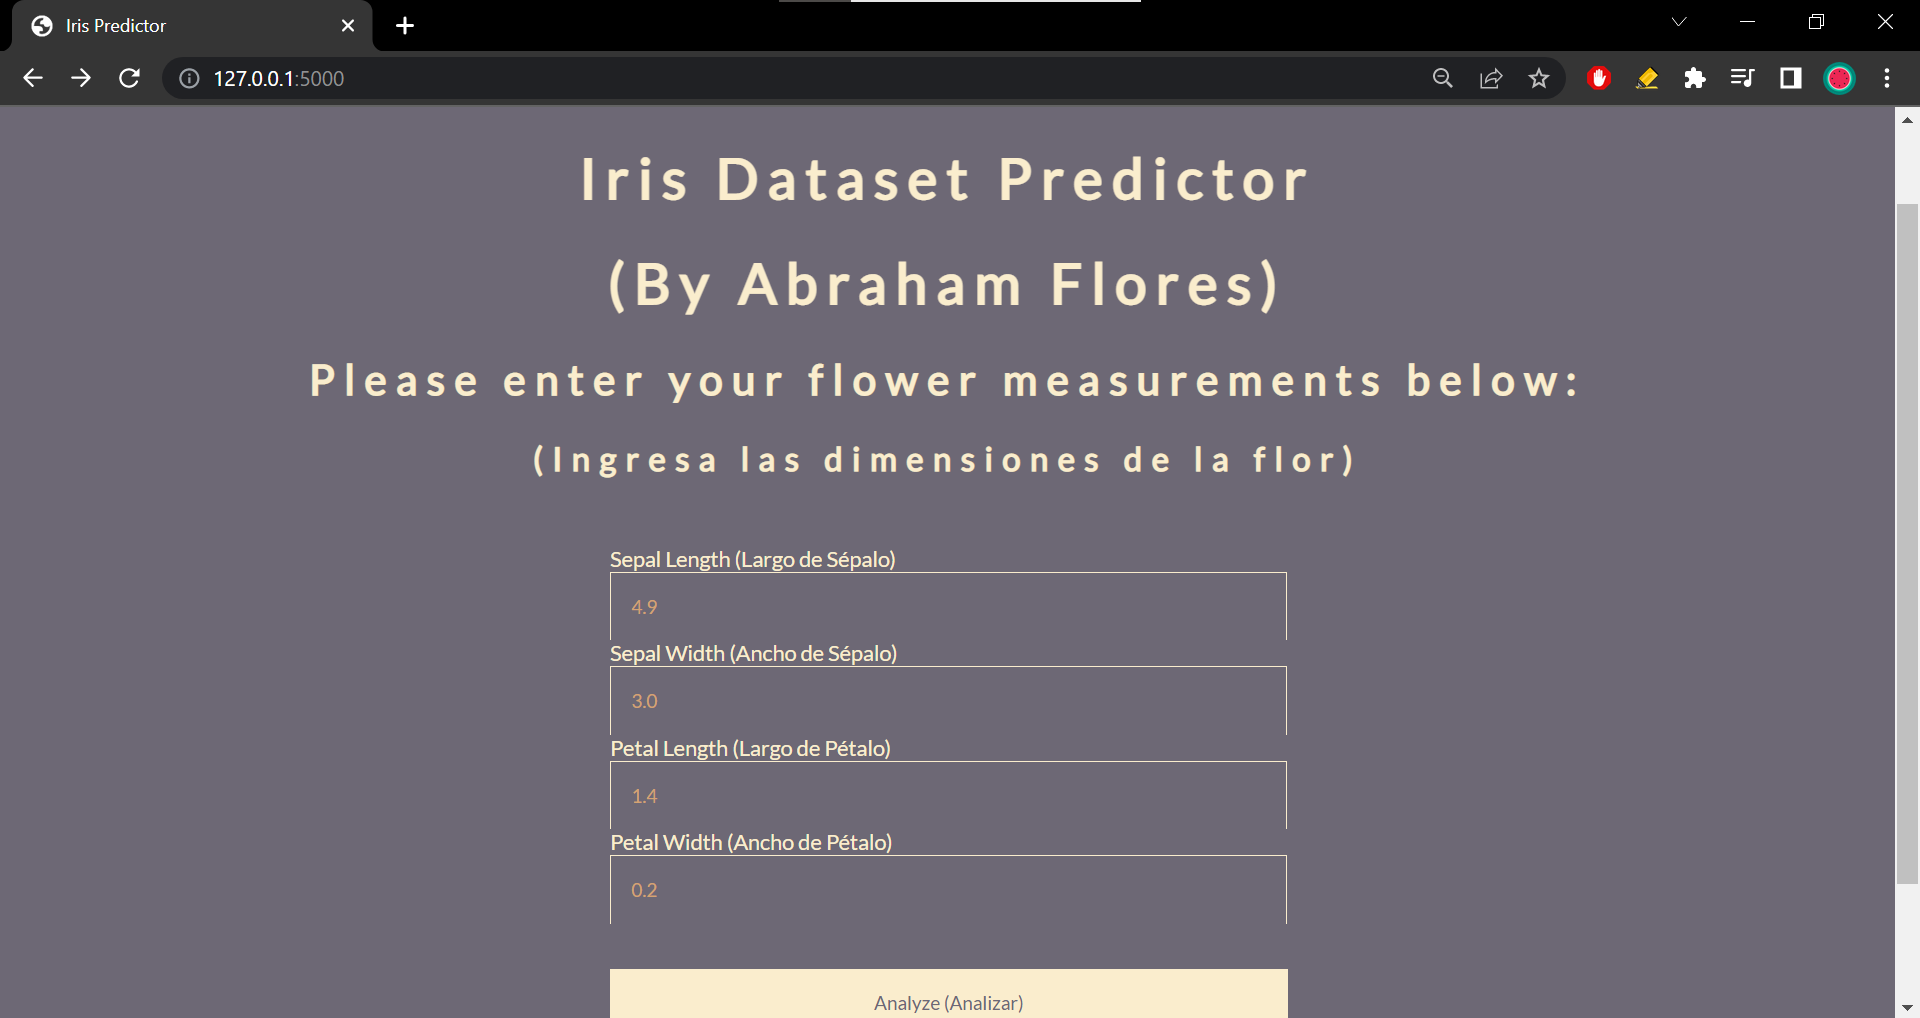 Iris Predictor
127.0.0.1:5000
Iris Dataset Predictor
(By Abraham Flores)
Please enter your flower measurements below:
(Ingresa las dimensiones de la flor)
Sepal Length (Largo de Sépalo)
4.9
Sepal Width (Ancho de Sépalo)
3.0
Petal Length (Largo de Pétalo)
1.4
Petal Width (Ancho de Pétalo)
0.2
Analyze (Analizar)